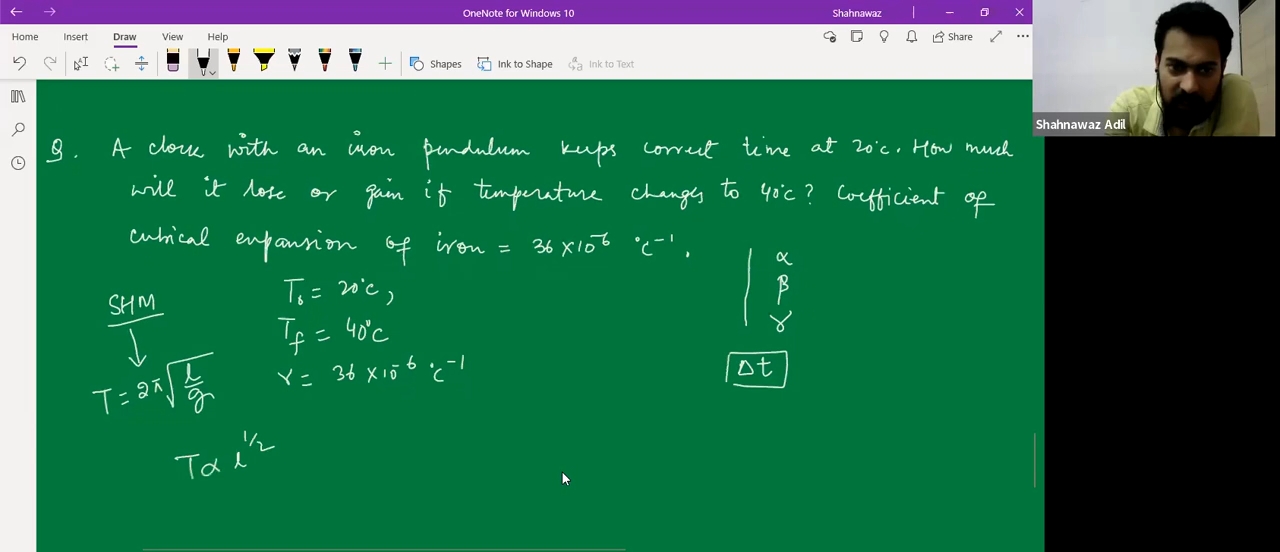 OneNote for Windows 10
Shahnawaz
Home Insert Draw View Help
Share
Shapes Ink to Shape Ink to Text
Shahnawaz Adil
Q. A clock with an iron pendulum keeps correct time at 20°C. How much
will it lose or gain if temperature changes to 40°C? Coefficient of
cubical expansion of iron = 36 × 10⁻⁶ °C⁻¹.
SHM
T = 2π√(l/g)
T ∝ l^1/2
T₀ = 20°C,
T_f = 40°C
γ = 36 × 10⁻⁶ °C⁻¹
α
β
γ
Δt